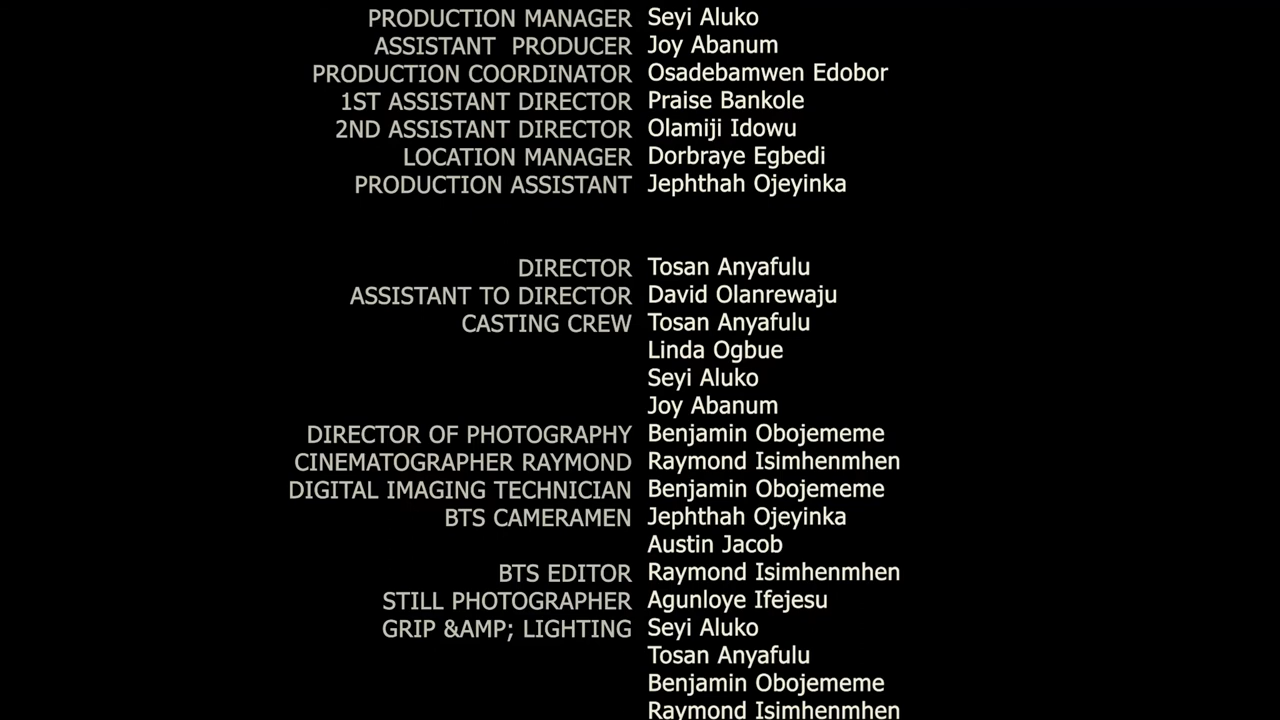 PRODUCTION MANAGER Seyi Aluko
ASSISTANT PRODUCER Joy Abanum
PRODUCTION COORDINATOR Osadebamwen Edobor
1ST ASSISTANT DIRECTOR Praise Bankole
2ND ASSISTANT DIRECTOR Olamiji Idowu
LOCATION MANAGER Dorbraye Egbedi
PRODUCTION ASSISTANT Jephthah Ojeyinka
DIRECTOR Tosan Anyafulu
ASSISTANT TO DIRECTOR David Olanrewaju
CASTING CREW Tosan Anyafulu
Linda Ogbue
Seyi Aluko
Joy Abanum
DIRECTOR OF PHOTOGRAPHY Benjamin Obojememe
CINEMATOGRAPHER RAYMOND Raymond Isimhenmhen
DIGITAL IMAGING TECHNICIAN Benjamin Obojememe
BTS CAMERAMEN Jephthah Ojeyinka
Austin Jacob
BTS EDITOR Raymond Isimhenmhen
STILL PHOTOGRAPHER Agunloye Ifejesu
GRIP &AMP; LIGHTING Seyi Aluko
Tosan Anyafulu
Benjamin Obojememe
Raymond Isimhenmhen